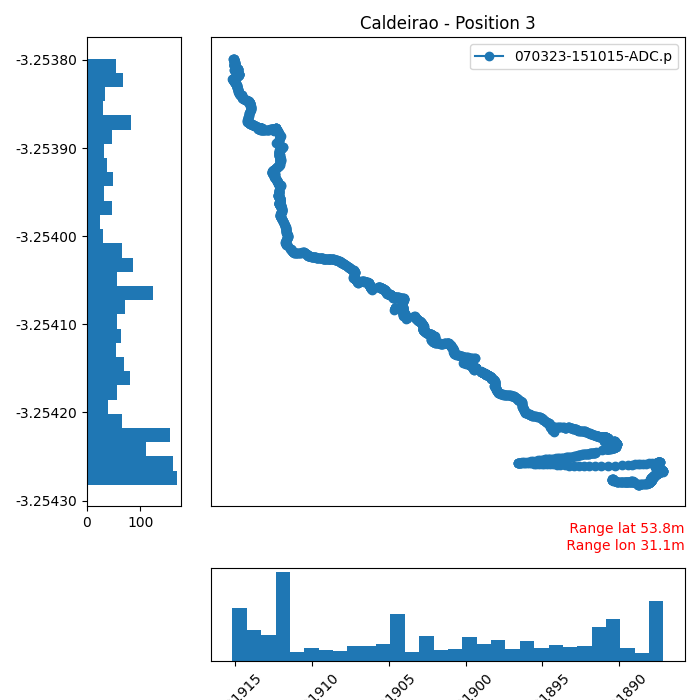 Caldeirao - Position 3
070323-151015-ADC.p
-3.25380
-3.25390
-3.25400
-3.25410
-3.25420
-3.25430
0 100
Range lat 53.8m
Range lon 31.1m
1915 1910 1905 1900 1895 1890